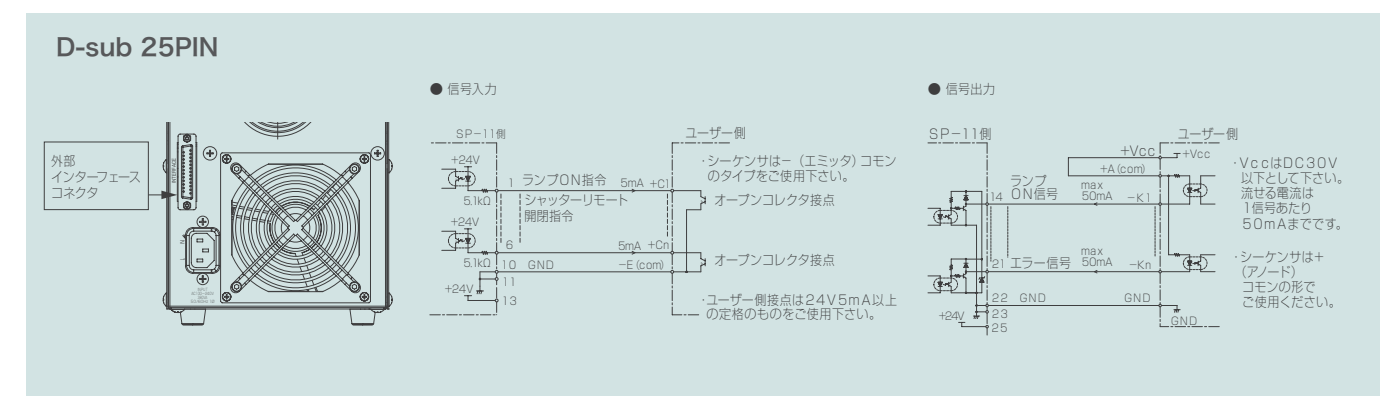 D-sub 25PIN
外部
インターフェース
コネクタ
INTERFACE
N
L
● 信号入力
SP-11側
ユーザー側
+24V
5.1kΩ
1 ランプON指令 5mA +C1
シャッターリモート
開閉指令
・シーケンサは−（エミッタ）コモン
のタイプをご使用下さい。
オープンコレクタ接点
+24V
5.1kΩ
6 5mA +Cn
10 GND −E(com)
11
+24V
13
オープンコレクタ接点
・ユーザー側接点は24V5mA以上
の定格のものをご使用下さい。
● 信号出力
SP-11側
ユーザー側
+Vcc
+Vcc
+A(com)
ランプ
14 ON信号 max
50mA −K1
21 エラー信号 max
50mA −Kn
22 GND GND
+24V
23
25
GND
・VccはDC30V
以下として下さい。
流せる電流は
1信号あたり
50mAまでです。
・シーケンサは+
（アノード）
コモンの形で
ご使用ください。